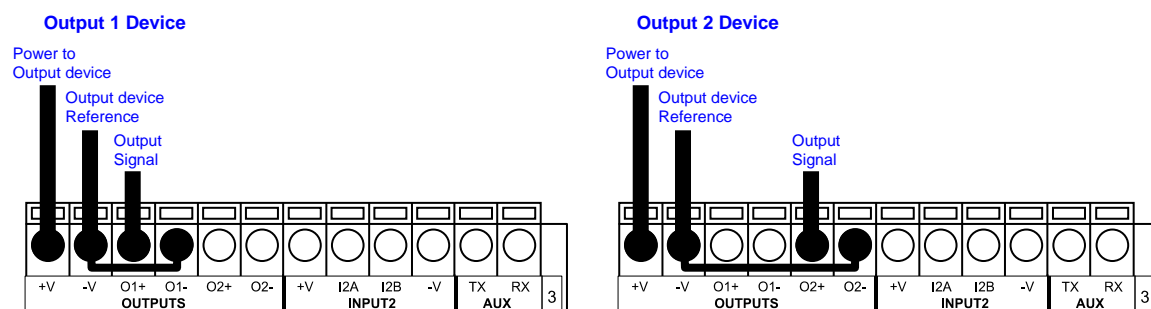 Output 1 Device
Power to
Output device
Output device
Reference
Output
Signal
+V -V O1+ O1- O2+ O2- +V I2A I2B -V TX RX
OUTPUTS INPUT2 AUX 3
Output 2 Device
Power to
Output device
Output device
Reference
Output
Signal
+V -V O1+ O1- O2+ O2- +V I2A I2B -V TX RX
OUTPUTS INPUT2 AUX 3